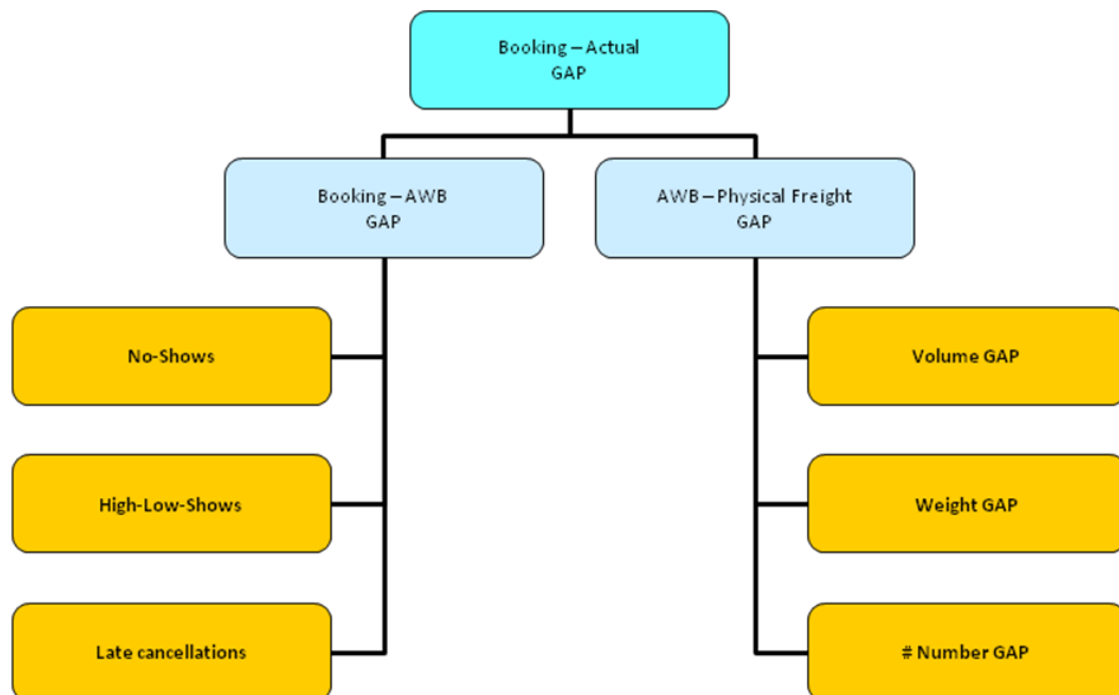 Booking – Actual
GAP
Booking – AWB
GAP
AWB – Physical Freight
GAP
No-Shows
Volume GAP
High-Low-Shows
Weight GAP
Late cancellations
# Number GAP